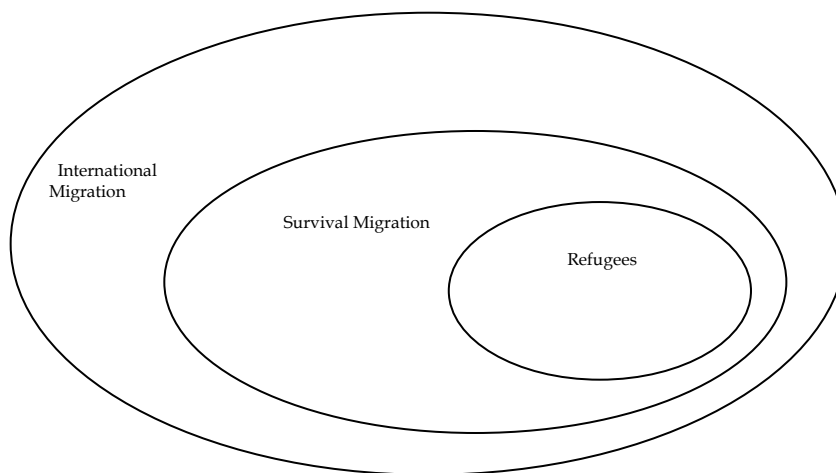 International
Migration
Survival Migration
Refugees